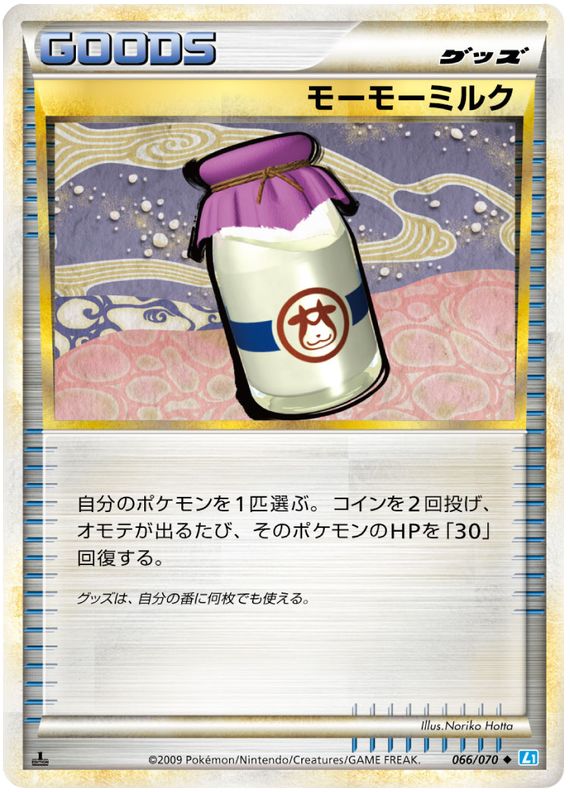 GOODS グッズ
モーモーミルク
自分のポケモンを1匹選ぶ。コインを2回投げ、
オモテが出るたび、そのポケモンのHPを「30」
回復する。
グッズは、自分の番に何枚でも使える。
Illus.Noriko Hotta
1 EDITION ©2009 Pokémon/Nintendo/Creatures/GAME FREAK. 066/070 ◆ L1